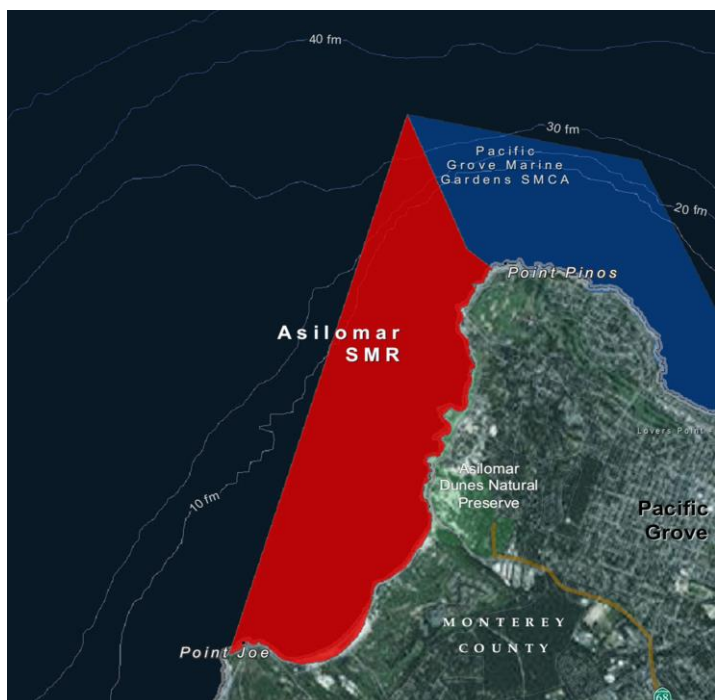 40 fm
30 fm
Pacific
Grove Marine
Gardens SMCA
20 fm
Point Pinos
Asilomar
SMR
Lovers Point
Asilomar
Dunes Natural
Preserve
10 fm
Pacific
Grove
MONTEREY
COUNTY
Point Joe
68